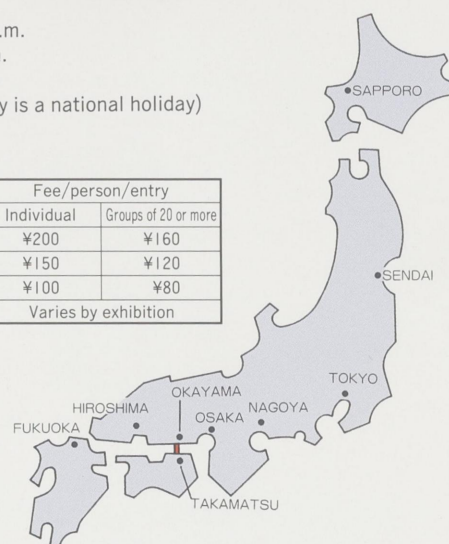 .m.
y is a national holiday)
Fee/person/entry
Individual Groups of 20 or more
¥200 ¥160
¥150 ¥120
¥100 ¥80
Varies by exhibition
SAPPORO
SENDAI
TOKYO
OKAYAMA
HIROSHIMA
OSAKA
NAGOYA
FUKUOKA
TAKAMATSU